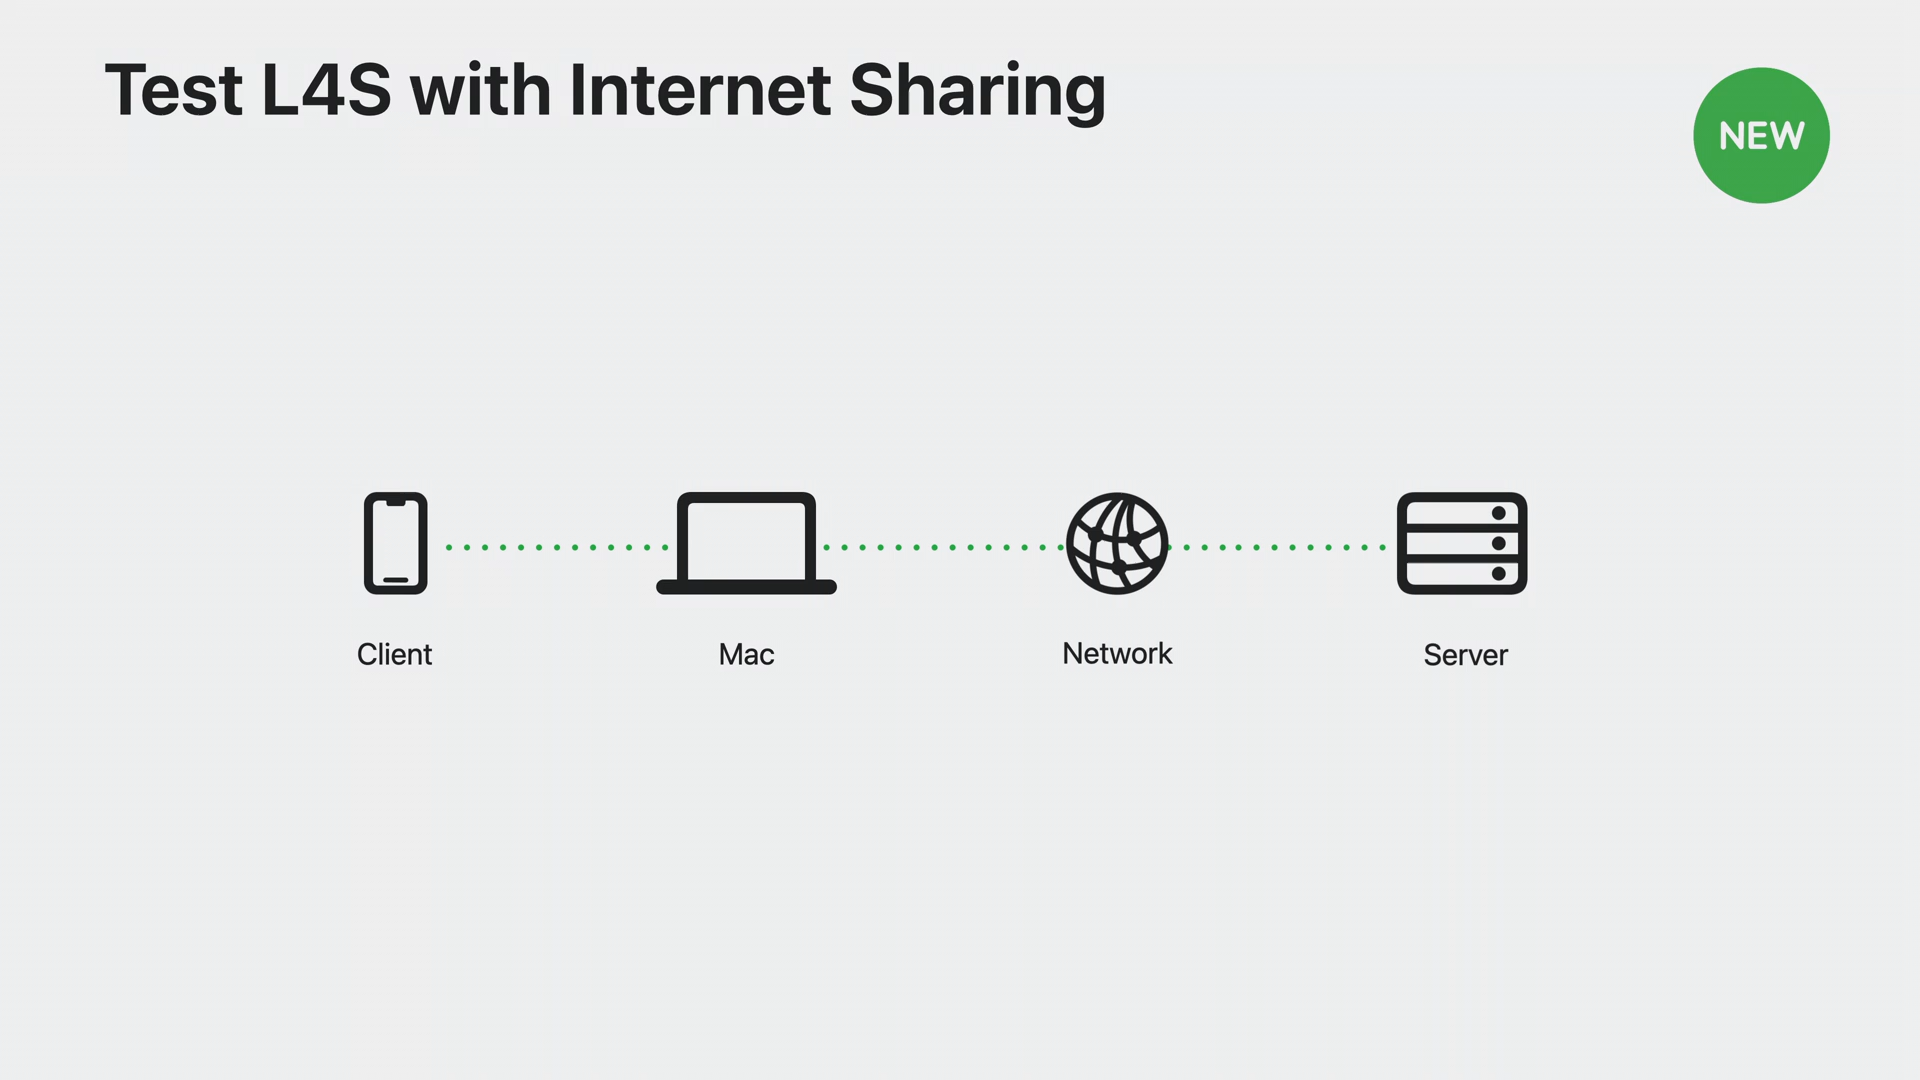 Test L4S with Internet Sharing
NEW
Client
Mac
Network
Server